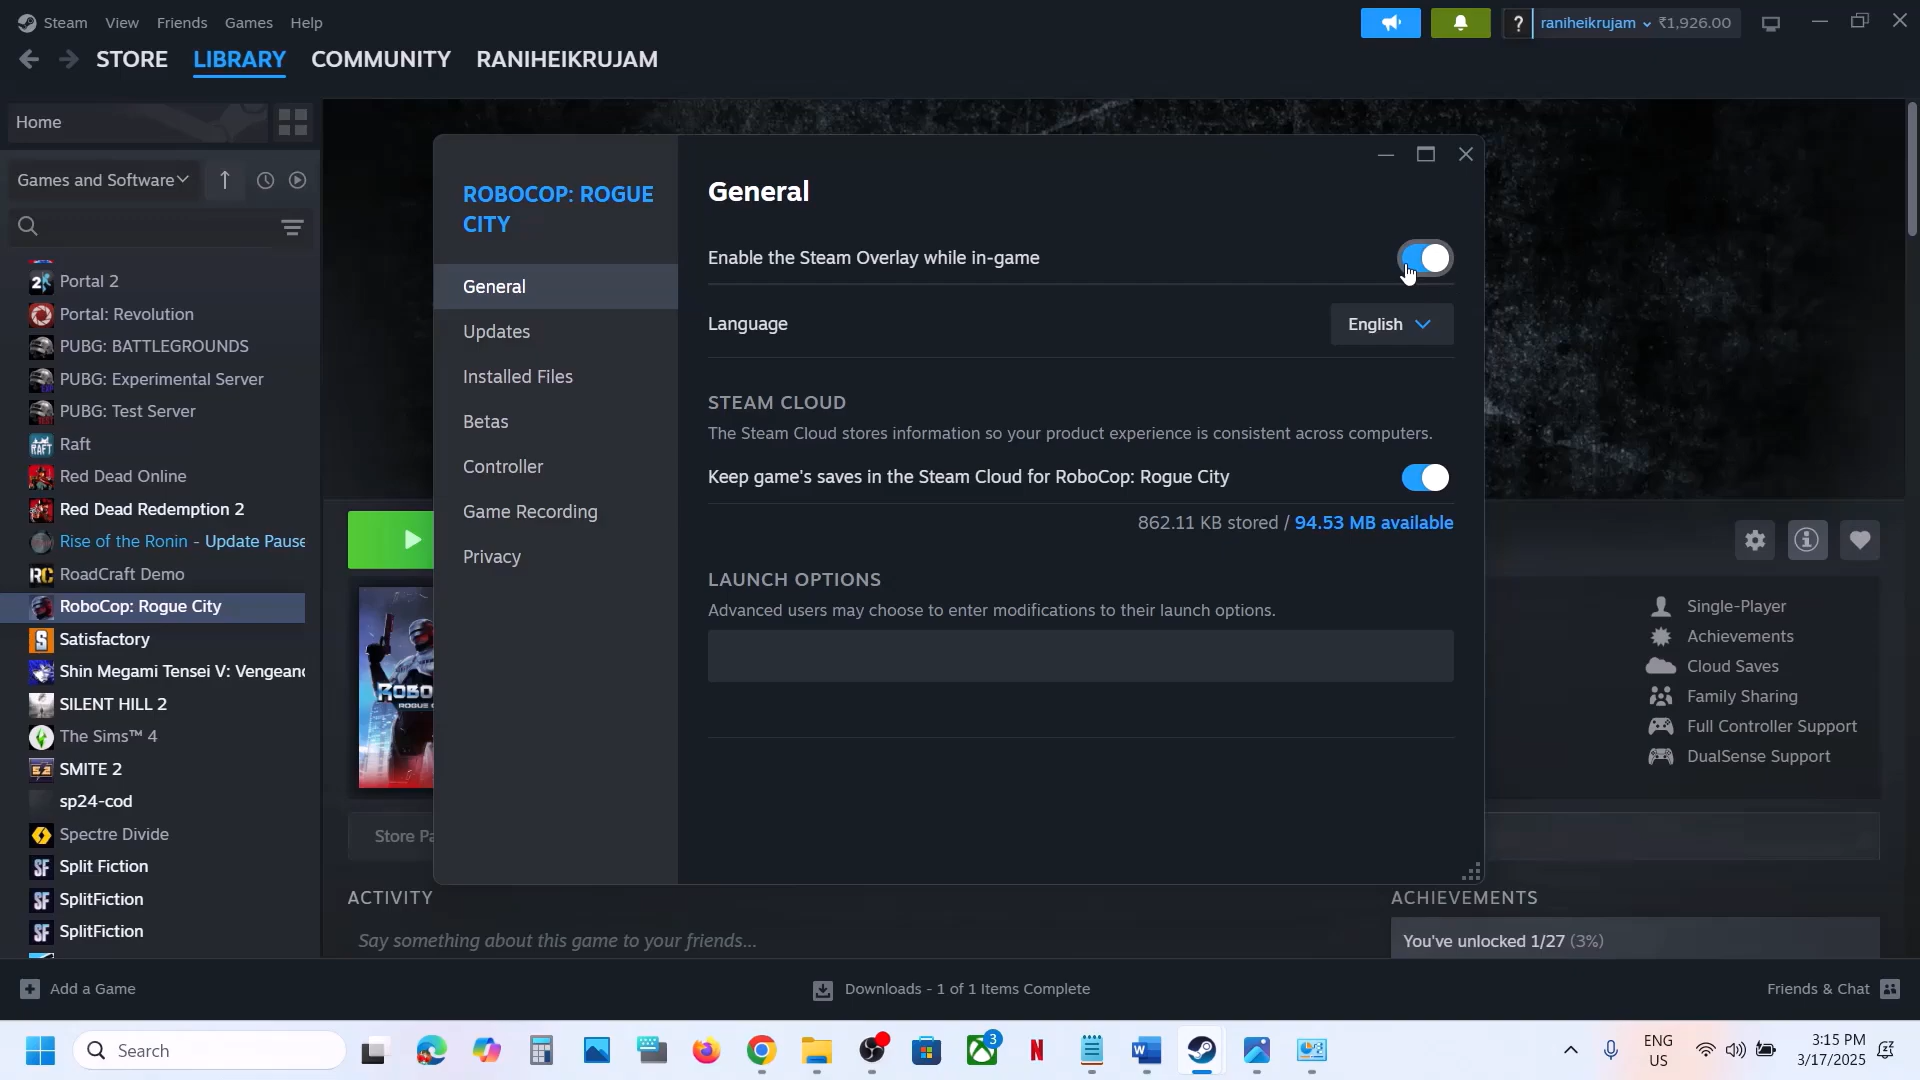 Steam View Friends Games Help
raniheikrujam ₹1,926.00
STORE LIBRARY COMMUNITY RANIHEIKRUJAM
Home
Games and Software
Portal 2
Portal: Revolution
PUBG: BATTLEGROUNDS
PUBG: Experimental Server
PUBG: Test Server
Raft
Red Dead Online
Red Dead Redemption 2
Rise of the Ronin - Update Pause
RoadCraft Demo
RoboCop: Rogue City
Satisfactory
Shin Megami Tensei V: Vengean
SILENT HILL 2
The Sims™ 4
SMITE 2
sp24-cod
Spectre Divide
Split Fiction
SplitFiction
SplitFiction
ROBOCOP: ROGUE
CITY
General
Updates
Installed Files
Betas
Controller
Game Recording
Privacy
General
Enable the Steam Overlay while in-game
Language
English
STEAM CLOUD
The Steam Cloud stores information so your product experience is consistent across computers.
Keep game's saves in the Steam Cloud for RoboCop: Rogue City
862.11 KB stored / 94.53 MB available
LAUNCH OPTIONS
Advanced users may choose to enter modifications to their launch options.
Single-Player
Achievements
Cloud Saves
Family Sharing
Full Controller Support
DualSense Support
ROBO
ROGUE C
Store Pa
ACTIVITY
Say something about this game to your friends...
ACHIEVEMENTS
You've unlocked 1/27 (3%)
Add a Game
Downloads - 1 of 1 Items Complete
Friends & Chat
Search
3
ENG
US
3:15 PM
3/17/2025